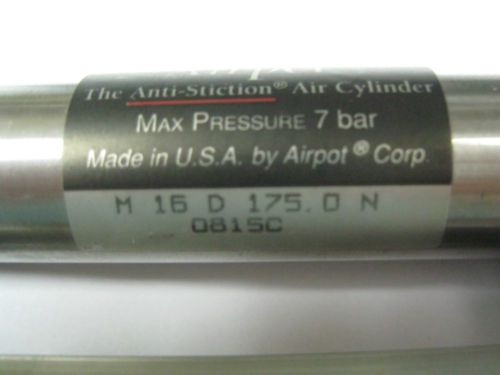 The Anti-Stiction® Air Cylinder
MAX PRESSURE 7 bar
Made in U.S.A. by Airpot® Corp.
M 16 D 175.0 N
0815C